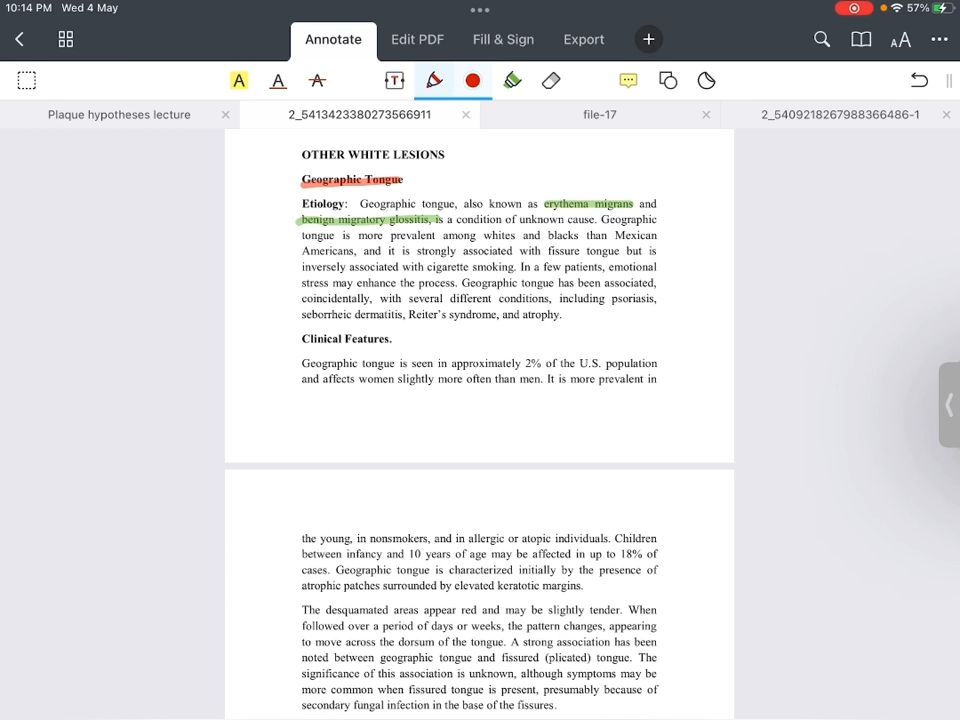 10:14 PM Wed 4 May
57%
Annotate
Edit PDF
Fill & Sign
Export
Plaque hypotheses lecture
2_5413423380273566911
file-17
2_5409218267988366486-1
OTHER WHITE LESIONS
Geographic Tongue
Etiology: Geographic tongue, also known as erythema migrans and
benign migratory glossitis, is a condition of unknown cause. Geographic
tongue is more prevalent among whites and blacks than Mexican
Americans, and it is strongly associated with fissure tongue but is
inversely associated with cigarette smoking. In a few patients, emotional
stress may enhance the process. Geographic tongue has been associated,
coincidentally, with several different conditions, including psoriasis,
seborrheic dermatitis, Reiter's syndrome, and atrophy.
Clinical Features.
Geographic tongue is seen in approximately 2% of the U.S. population
and affects women slightly more often than men. It is more prevalent in
the young, in nonsmokers, and in allergic or atopic individuals. Children
between infancy and 10 years of age may be affected in up to 18% of
cases. Geographic tongue is characterized initially by the presence of
atrophic patches surrounded by elevated keratotic margins.
The desquamated areas appear red and may be slightly tender. When
followed over a period of days or weeks, the pattern changes, appearing
to move across the dorsum of the tongue. A strong association has been
noted between geographic tongue and fissured (plicated) tongue. The
significance of this association is unknown, although symptoms may be
more common when fissured tongue is present, presumably because of
secondary fungal infection in the base of the fissures.